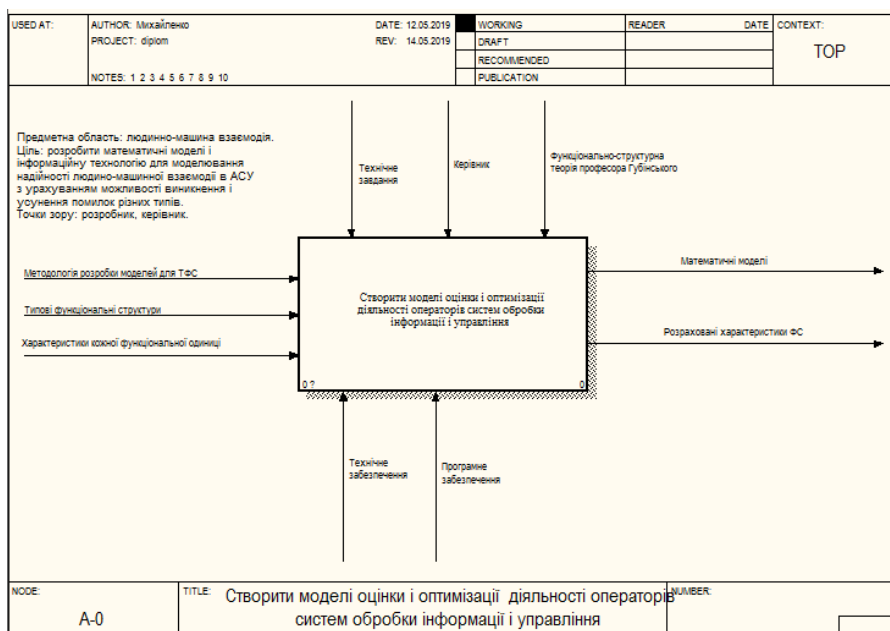 USED AT:
AUTHOR: Михайленко
DATE: 12.05.2019
WORKING
READER
DATE
CONTEXT:
PROJECT: diplom
REV: 14.05.2019
DRAFT
TOP
RECOMMENDED
NOTES: 1 2 3 4 5 6 7 8 9 10
PUBLICATION
Предметна область: людинно-машина взаємодія.
Ціль: розробити математичні моделі і
інформаційну технологію для моделювання
надійності людино-машинної взаємодії в АСУ
з урахуванням можливості виникнення і
усунення помилок різних типів.
Точки зору: розробник, керівник.
Технічне
завдання
Керівник
Функціонально-структурна
теорія професора Губінського
Методологія розробки моделей для ТФС
Типові функціональні структури
Характеристики кожної функціональної одиниці
Створити моделі оцінки і оптимізації
діяльності операторів систем обробки
інформації і управління
0 ?
0
Математичні моделі
Розраховані характеристики ФС
Технічне
забезпечення
Програмне
забезпечення
NODE:
A-0
TITLE:
Створити моделі оцінки і оптимізації діяльності операторів
систем обробки інформації і управління
NUMBER: